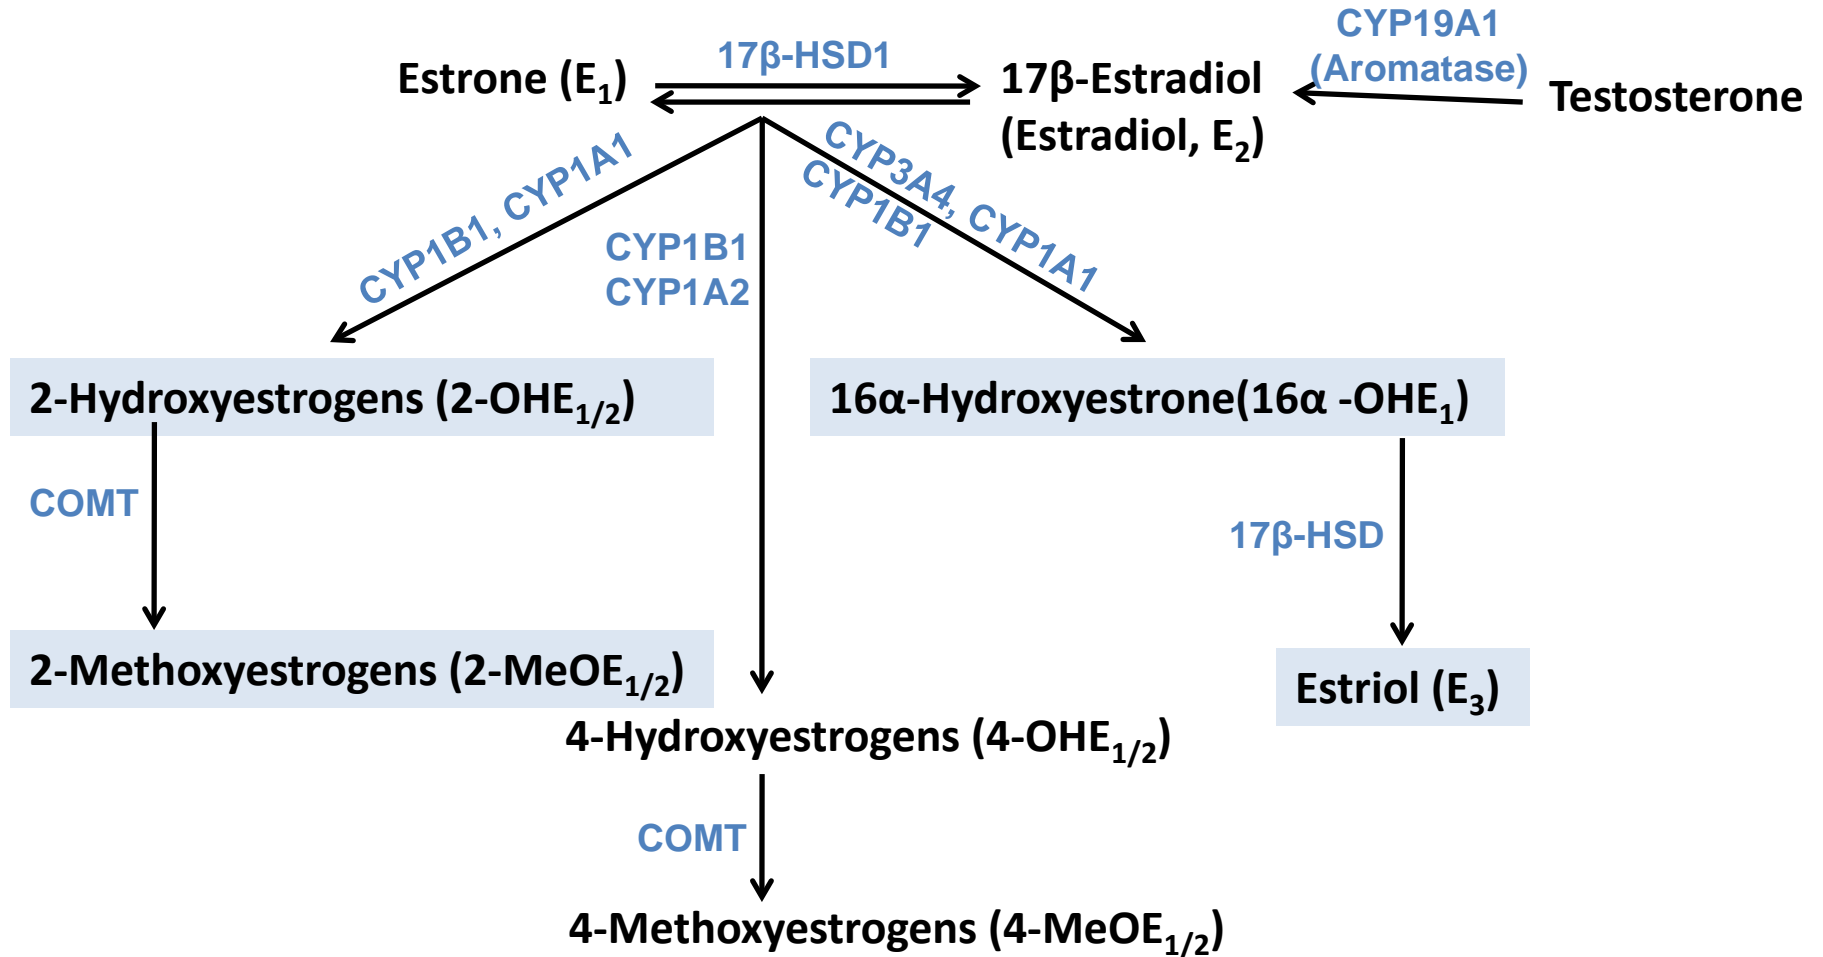 CYP19A1
(Aromatase)
17β-HSD1
Estrone (E1)
17β-Estradiol
(Estradiol, E2)
Testosterone
CYP1B1, CYP1A1
CYP3A4, CYP1A1
CYP1B1
CYP1B1
CYP1A2
2-Hydroxyestrogens (2-OHE1/2)
16α-Hydroxyestrone(16α -OHE1)
COMT
17β-HSD
2-Methoxyestrogens (2-MeOE1/2)
Estriol (E3)
4-Hydroxyestrogens (4-OHE1/2)
COMT
4-Methoxyestrogens (4-MeOE1/2)